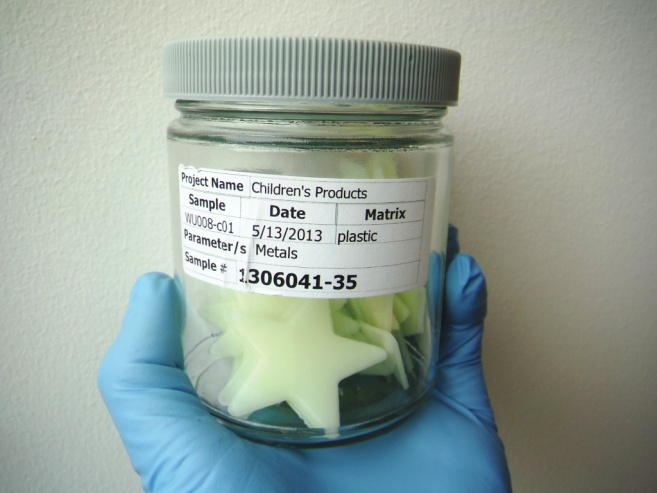 Project Name Children's Products
Sample Date Matrix
WU008-c01 5/13/2013 plastic
Parameter/s Metals
Sample # 1306041-35